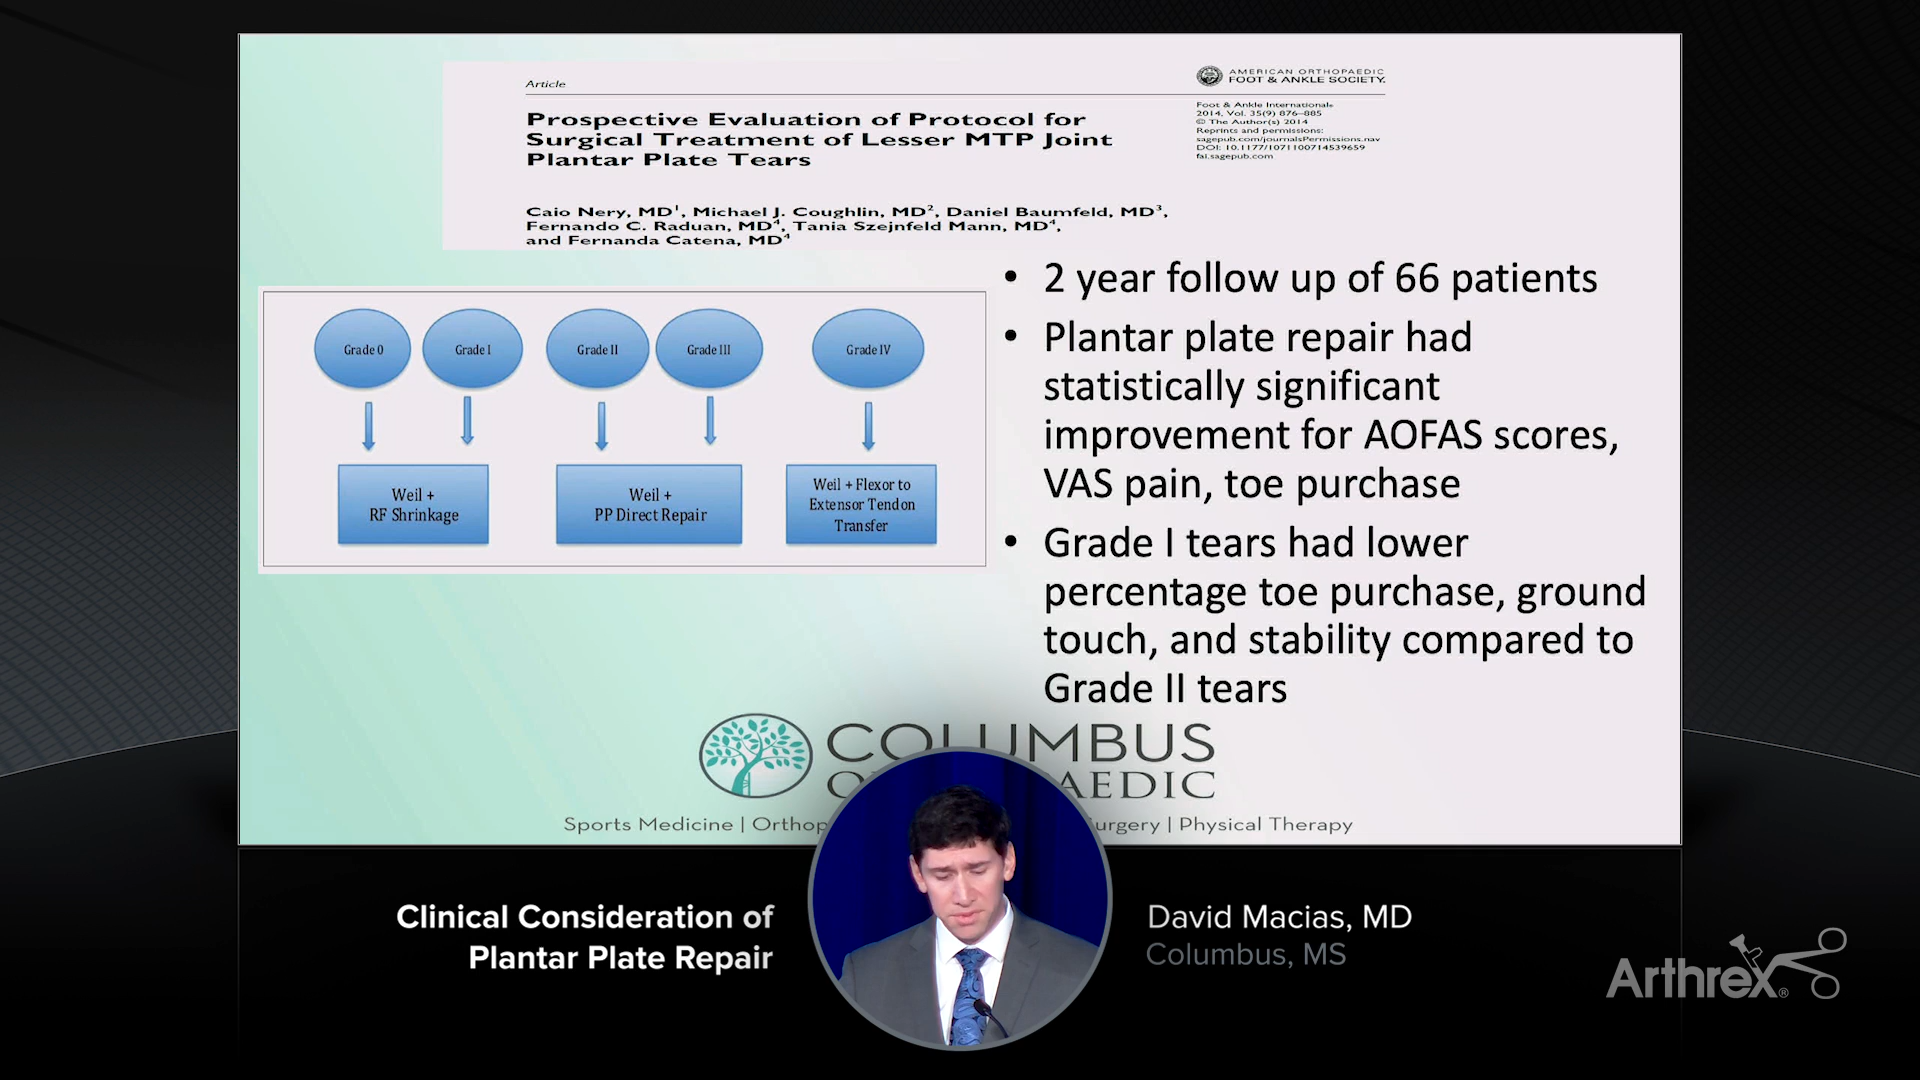 Article
AMERICAN ORTHOPAEDIC
FOOT & ANKLE SOCIETY.
Prospective Evaluation of Protocol for
Surgical Treatment of Lesser MTP Joint
Plantar Plate Tears
Foot & Ankle International®
2014, Vol. 35(9) 876–885
© The Author(s) 2014
Reprints and permissions:
sagepub.com/journalsPermissions.nav
DOI: 10.1177/1071100714539659
fai.sagepub.com
Caio Nery, MD¹, Michael J. Coughlin, MD², Daniel Baumfeld, MD³,
Fernando C. Raduan, MD⁴, Tania Szejnfeld Mann, MD⁴,
and Fernanda Catena, MD⁴
Grade 0
Grade I
Grade II
Grade III
Grade IV
Weil +
RF Shrinkage
Weil +
PP Direct Repair
Weil + Flexor to
Extensor Tendon
Transfer
• 2 year follow up of 66 patients
• Plantar plate repair had
statistically significant
improvement for AOFAS scores,
VAS pain, toe purchase
• Grade I tears had lower
percentage toe purchase, ground
touch, and stability compared to
Grade II tears
COLUMBUS
Sports Medicine | Orthop urgery | Physical Therapy
Clinical Consideration of
Plantar Plate Repair
David Macias, MD
Columbus, MS
Arthrex®